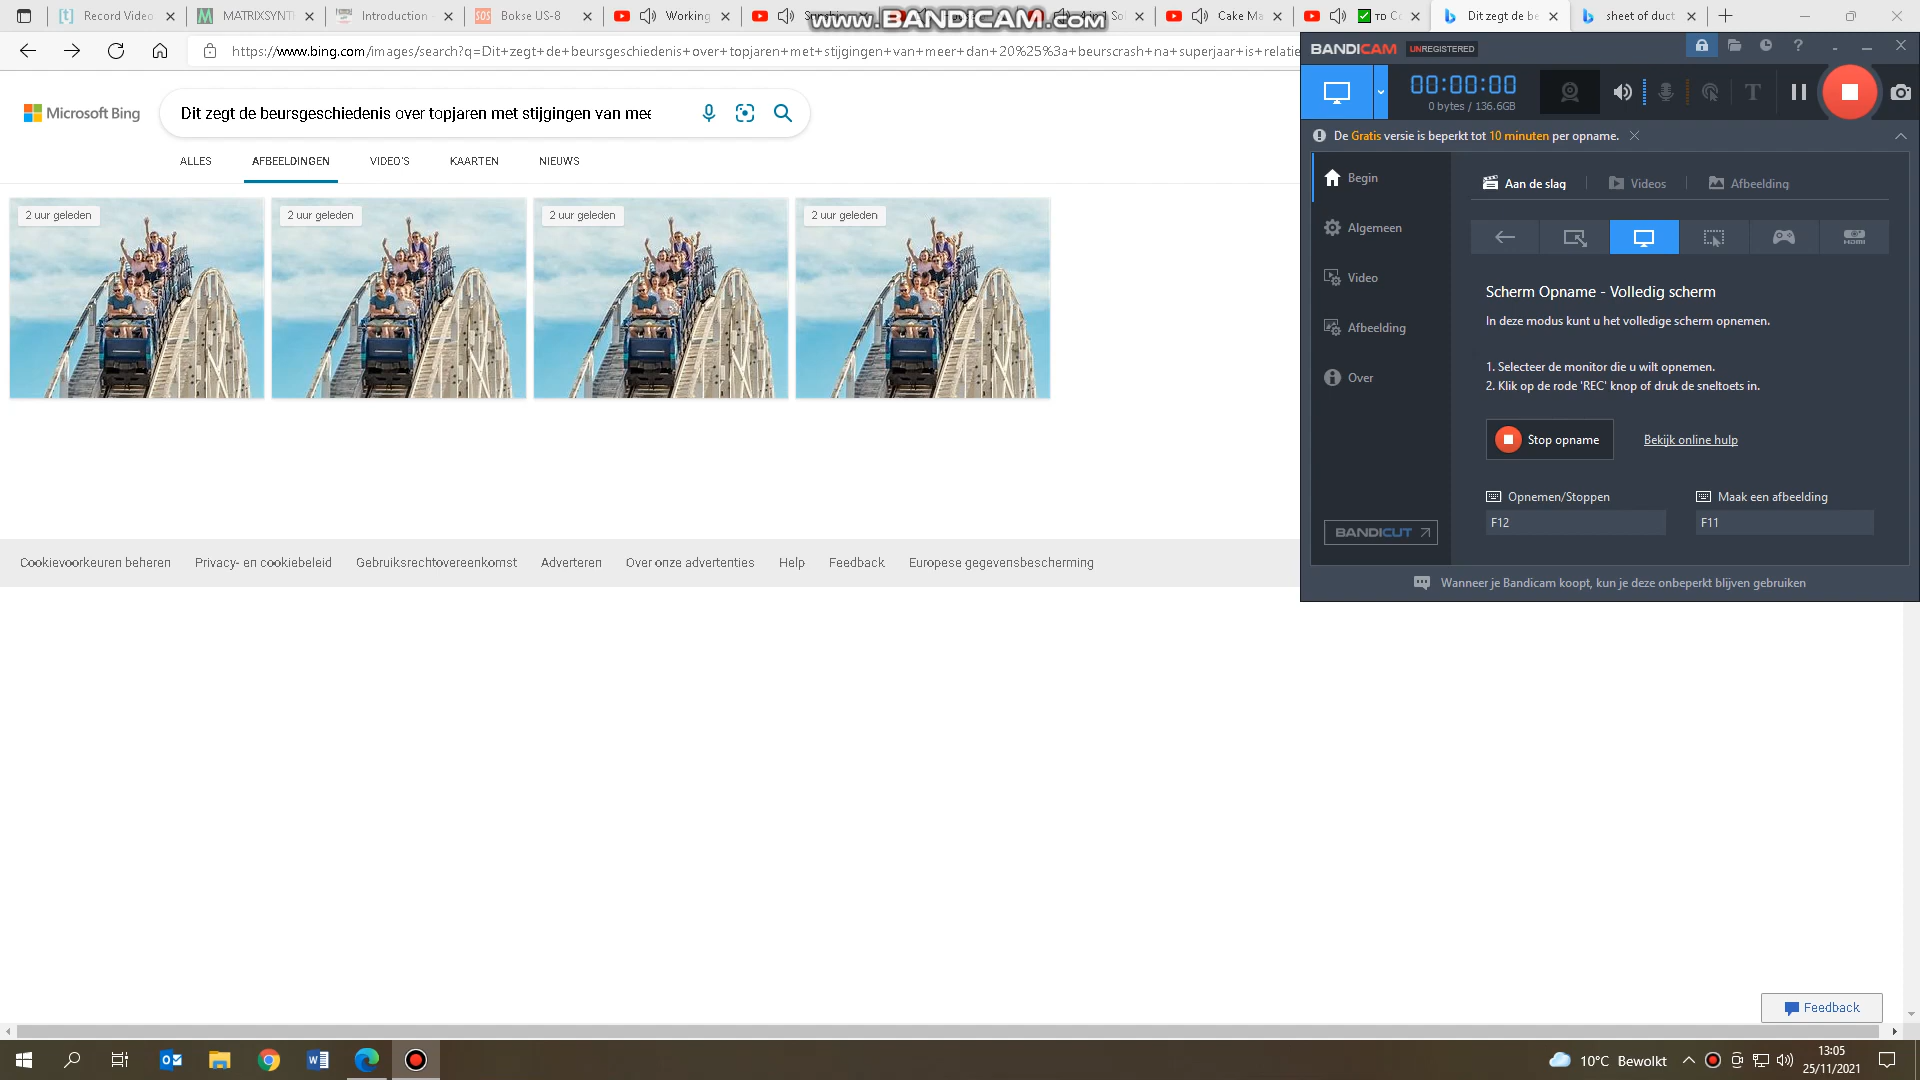 Record Video
MATRIXSYNT
Introduction
Bokse US-8
Working
Cake Ma
Dit zegt de be
sheet of duct
www.BANDICAM.com
https://www.bing.com/images/search?q=Dit+zegt+de+beursgeschiedenis+over+topjaren+met+stijgingen+van+meer+dan+20%25%3a+beurscrash+na+superjaar+is+relatie
Microsoft Bing
Dit zegt de beursgeschiedenis over topjaren met stijgingen van mee
ALLES
AFBEELDINGEN
VIDEO'S
KAARTEN
NIEUWS
2 uur geleden
2 uur geleden
2 uur geleden
2 uur geleden
Cookievoorkeuren beheren
Privacy- en cookiebeleid
Gebruiksrechtovereenkomst
Adverteren
Over onze advertenties
Help
Feedback
Europese gegevensbescherming
BANDICAM
UNREGISTERED
00:00:00
0 bytes / 136.6GB
De Gratis versie is beperkt tot 10 minuten per opname.
Begin
Algemeen
Video
Afbeelding
Over
BANDICUT
Aan de slag
Videos
Afbeelding
HDMI
Scherm Opname - Volledig scherm
In deze modus kunt u het volledige scherm opnemen.
1. Selecteer de monitor die u wilt opnemen.
2. Klik op de rode 'REC' knop of druk de sneltoets in.
Stop opname
Bekijk online hulp
Opnemen/Stoppen
F12
Maak een afbeelding
F11
Wanneer je Bandicam koopt, kun je deze onbeperkt blijven gebruiken
Feedback
10°C Bewolkt
13:05
25/11/2021